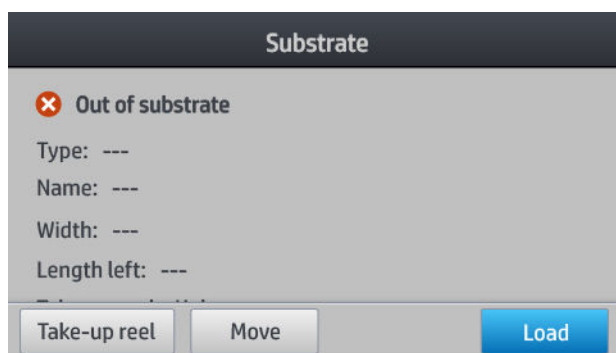 Substrate
Out of substrate
Type: ---
Name: ---
Width: ---
Length left: ---
Take-up reel
Move
Load